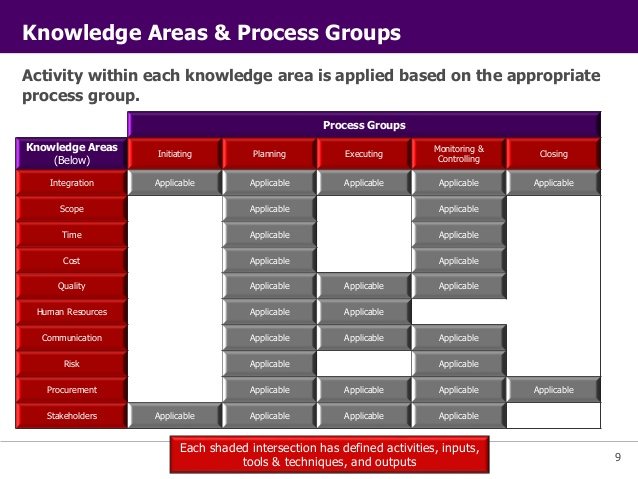 Knowledge Areas & Process Groups
Activity within each knowledge area is applied based on the appropriate
process group.
Process Groups
Knowledge Areas
(Below)
Initiating
Planning
Executing
Monitoring &
Controlling
Closing
Integration Applicable Applicable Applicable Applicable Applicable
Scope Applicable Applicable
Time Applicable Applicable
Cost Applicable Applicable
Quality Applicable Applicable Applicable
Human Resources Applicable Applicable
Communication Applicable Applicable Applicable
Risk Applicable Applicable
Procurement Applicable Applicable Applicable Applicable
Stakeholders Applicable Applicable Applicable Applicable
Each shaded intersection has defined activities, inputs,
tools & techniques, and outputs
9